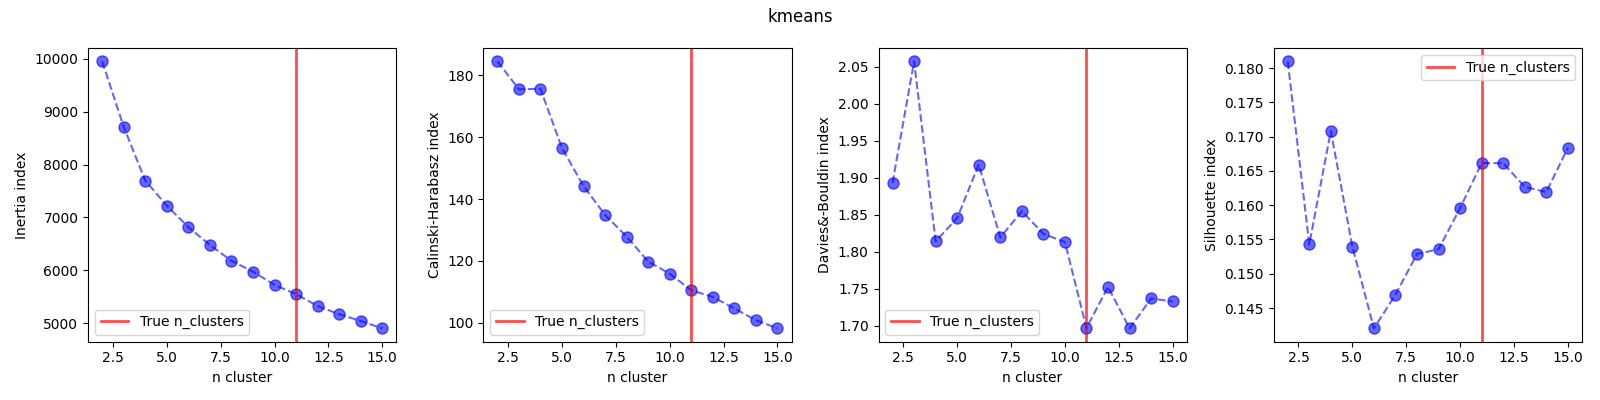 kmeans
Inertia index
10000
9000
8000
7000
6000
5000
True n_clusters
2.5 5.0 7.5 10.0 12.5 15.0
n cluster
Calinski-Harabasz index
180
160
140
120
100
True n_clusters
2.5 5.0 7.5 10.0 12.5 15.0
n cluster
Davies&-Bouldin index
2.05
2.00
1.95
1.90
1.85
1.80
1.75
1.70
True n_clusters
2.5 5.0 7.5 10.0 12.5 15.0
n cluster
Silhouette index
0.180
0.175
0.170
0.165
0.160
0.155
0.150
0.145
True n_clusters
2.5 5.0 7.5 10.0 12.5 15.0
n cluster